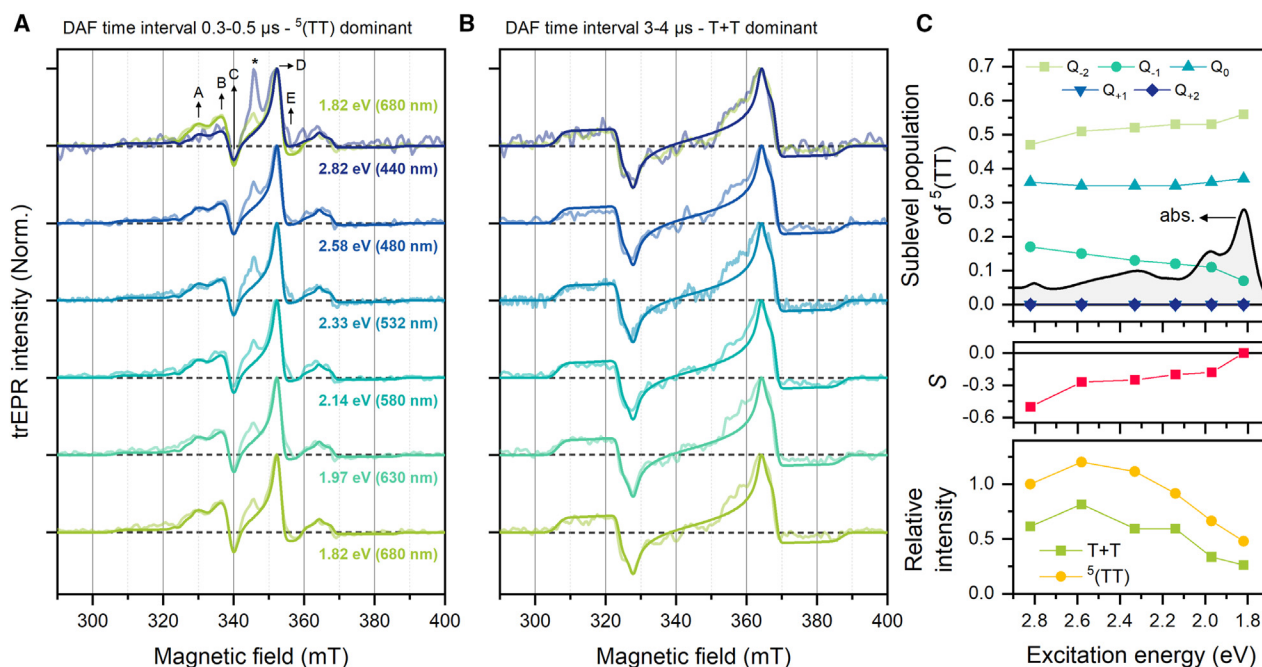 A
DAF time interval 0.3-0.5 µs - ⁵(TT) dominant
trEPR intensity (Norm.)
A
B
C
*
D
E
1.82 eV (680 nm)
2.82 eV (440 nm)
2.58 eV (480 nm)
2.33 eV (532 nm)
2.14 eV (580 nm)
1.97 eV (630 nm)
1.82 eV (680 nm)
300 320 340 360 380 400
Magnetic field (mT)
B
DAF time interval 3-4 µs - T+T dominant
300 320 340 360 380 400
Magnetic field (mT)
C
Sublevel population
of ⁵(TT)
0.7
0.6
0.5
0.4
0.3
0.2
0.1
0.0
Q₋₂ Q₋₁ Q₀
Q₊₁ Q₊₂
abs.
S
0.0
-0.3
-0.6
Relative
intensity
1.0
0.5
0.0
T+T
⁵(TT)
2.8 2.6 2.4 2.2 2.0 1.8
Excitation energy (eV)